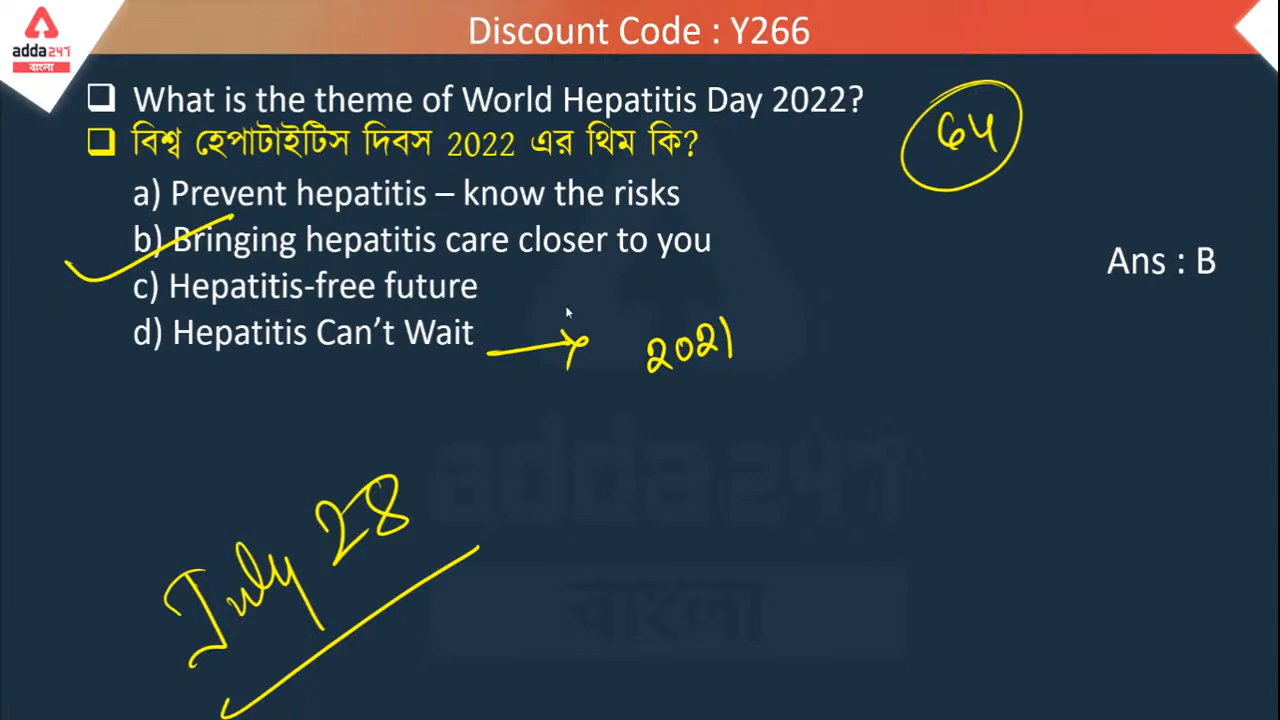 Discount Code : Y266
adda247
বাংলা
What is the theme of World Hepatitis Day 2022?
বিশ্ব হেপাটাইটিস দিবস 2022 এর থিম কি?
64
a) Prevent hepatitis – know the risks
b) Bringing hepatitis care closer to you
Ans : B
c) Hepatitis-free future
d) Hepatitis Can't Wait
2021
July 28
adda247
বাংলা